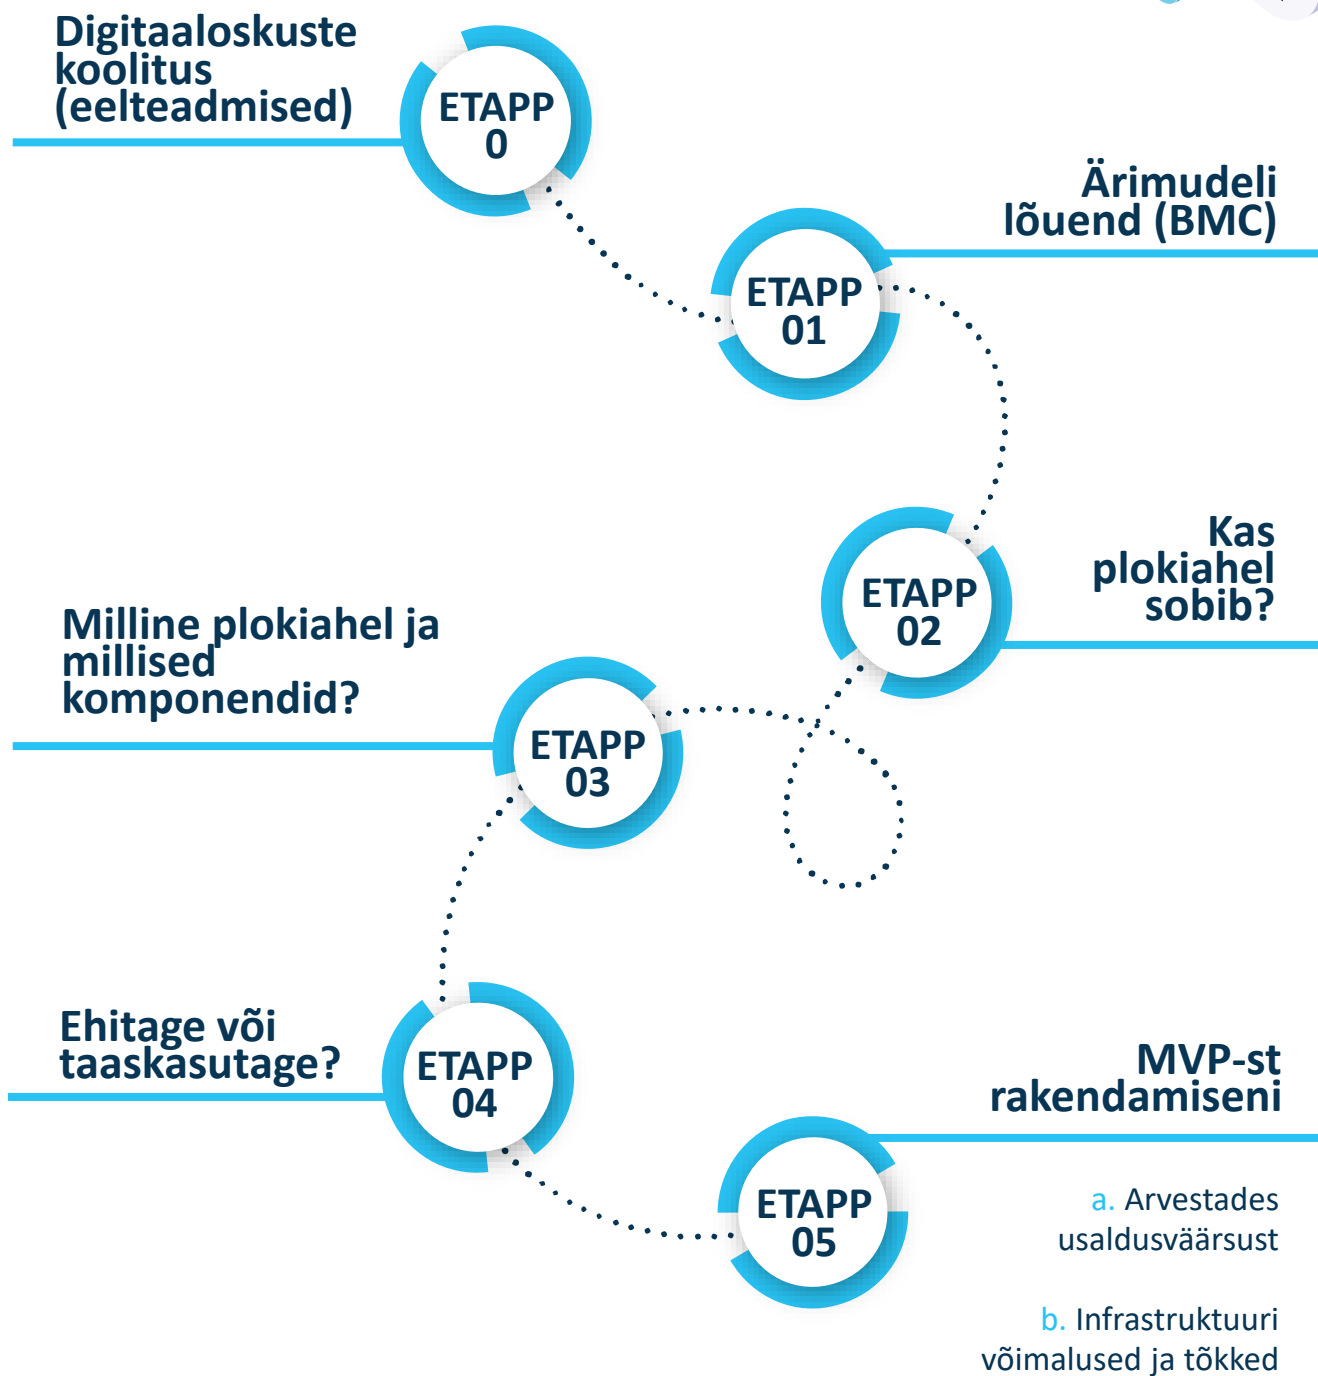 Digitaaloskuste
koolitus
(eelteadmised)
ETAPP
0
Ärimudeli
lõuend (BMC)
ETAPP
01
Kas
plokiahel
sobib?
ETAPP
02
Milline plokiahel ja
millised
komponendid?
ETAPP
03
Ehitage või
taaskasutage?
ETAPP
04
MVP-st
rakendamiseni
ETAPP
05
a. Arvestades
usaldusväärsust
b. Infrastruktuuri
võimalused ja tõkked